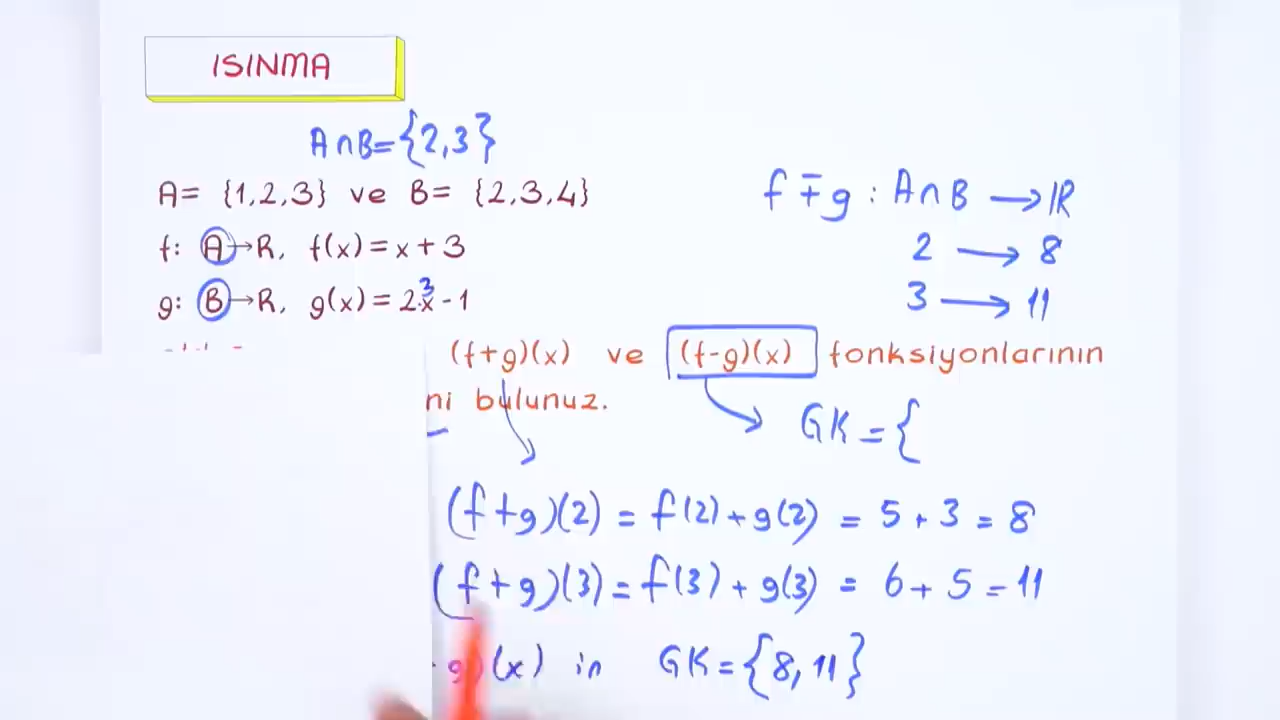 ISINMA
A∩B={2,3}
A= {1,2,3} ve B= {2,3,4}
f: A→R, f(x)=x+3
g: B→R, g(x)=2.x-1
3
f∓g : A∩B → IR
2 → 8
3 → 11
(f+g)(x) ve (f-g)(x) fonksiyonlarının
ni bulunuz.
GK={
(f+g)(2) = f(2)+g(2) = 5+3=8
(f+g)(3)=f(3)+g(3) = 6+5=11
g)(x) in GK={8,11}